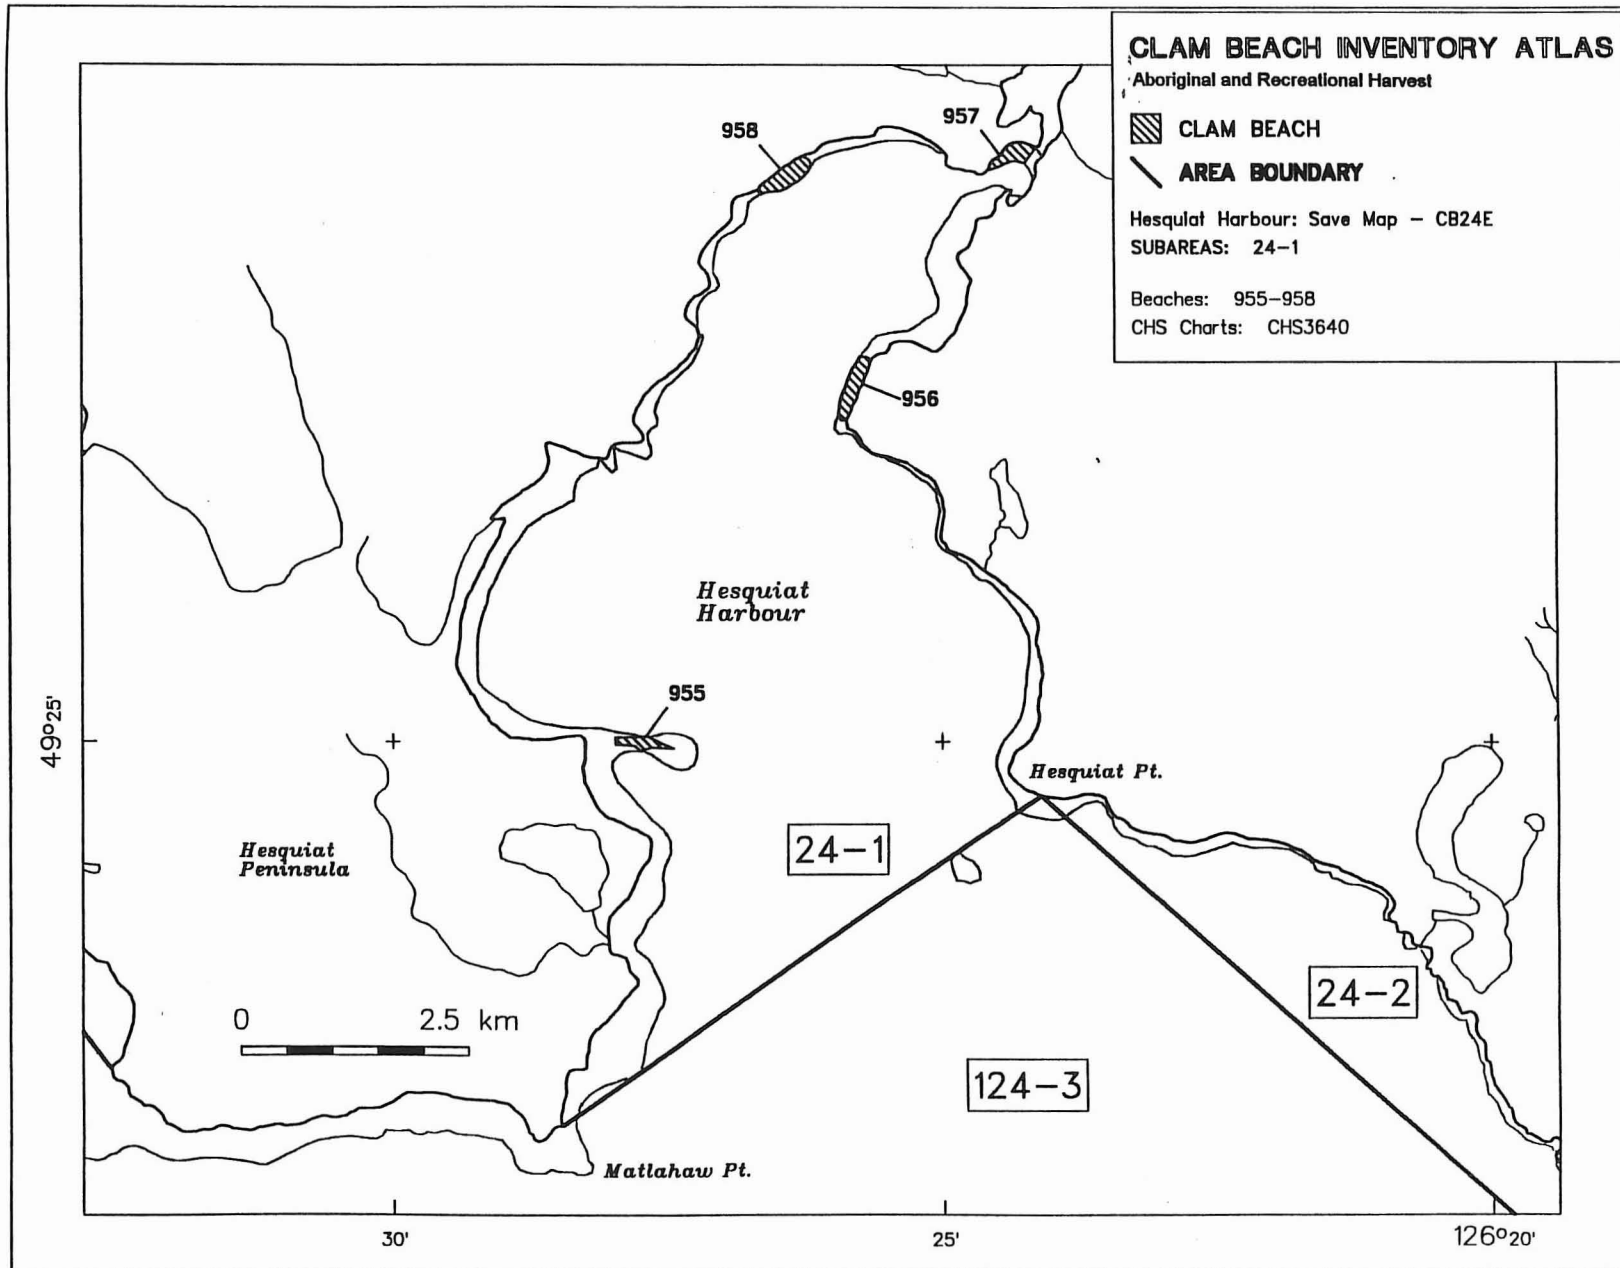 CLAM BEACH INVENTORY ATLAS
Aboriginal and Recreational Harvest
CLAM BEACH
AREA BOUNDARY
Hesquiat Harbour: Save Map – CB24E
SUBAREAS: 24–1
Beaches: 955–958
CHS Charts: CHS3640
958
957
956
Hesquiat
Harbour
955
49°25'
Hesquiat Pt.
24–1
Hesquiat
Peninsula
24–2
0 2.5 km
124–3
Matlahaw Pt.
30' 25' 126°20'